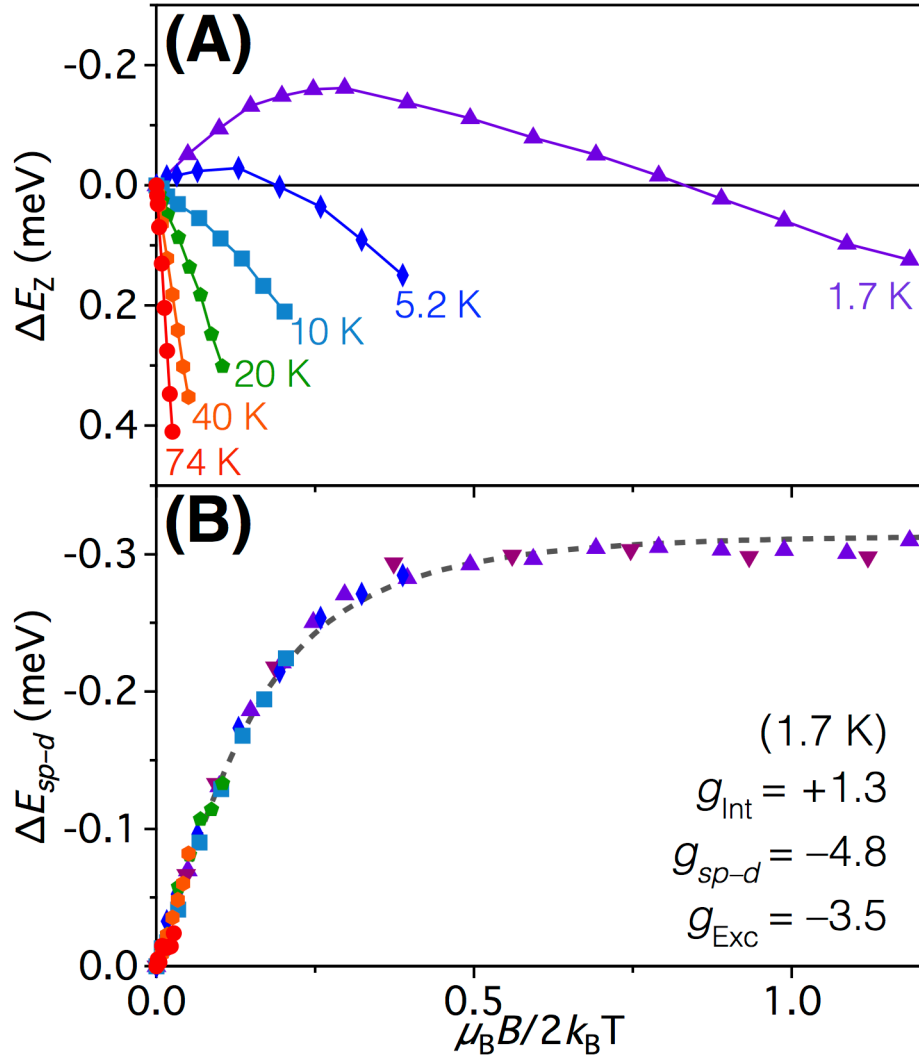 (A)
-0.2
0.0
0.2
0.4
ΔE_Z (meV)
1.7 K
5.2 K
10 K
20 K
40 K
74 K
(B)
-0.3
-0.2
-0.1
0.0
ΔE_sp–d (meV)
(1.7 K)
g_Int = +1.3
g_sp–d = −4.8
g_Exc = −3.5
0.0 0.5 1.0
μ_B B/2k_B T